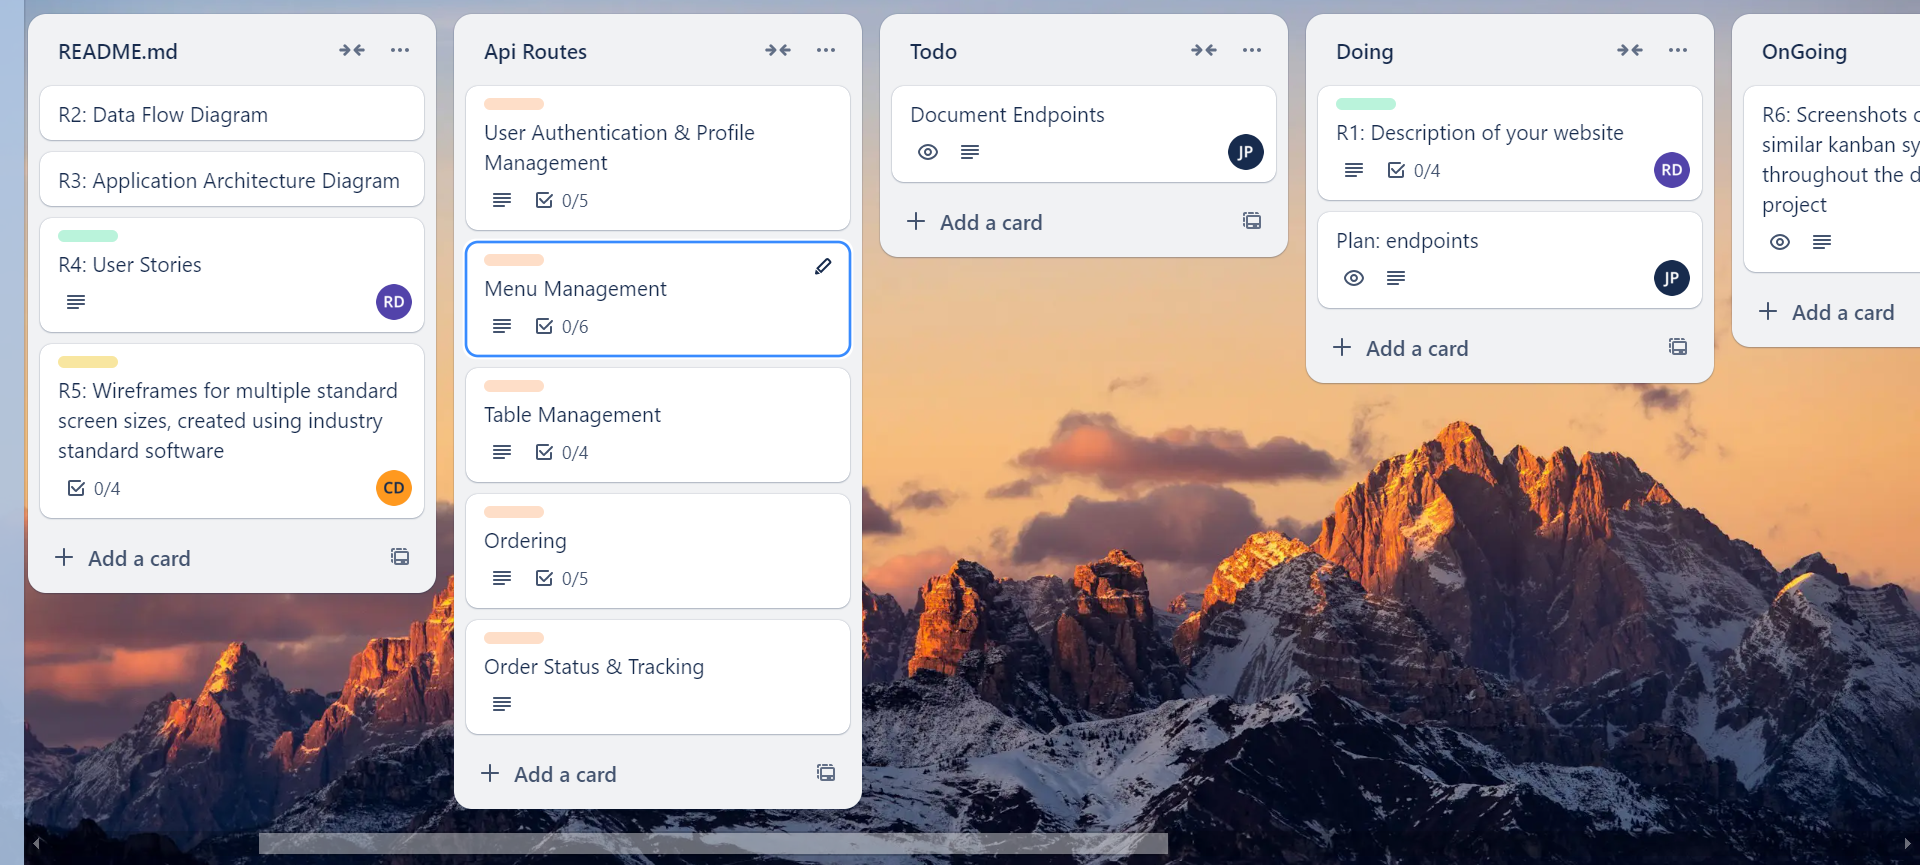 README.md
R2: Data Flow Diagram
R3: Application Architecture Diagram
R4: User Stories
RD
R5: Wireframes for multiple standard
screen sizes, created using industry
standard software
0/4
CD
Add a card
Api Routes
User Authentication & Profile
Management
0/5
Menu Management
0/6
Table Management
0/4
Ordering
0/5
Order Status & Tracking
Add a card
Todo
Document Endpoints
JP
Add a card
Doing
R1: Description of your website
0/4
RD
Plan: endpoints
JP
Add a card
OnGoing
R6: Screenshots
similar kanban
throughout the
project
Add a card